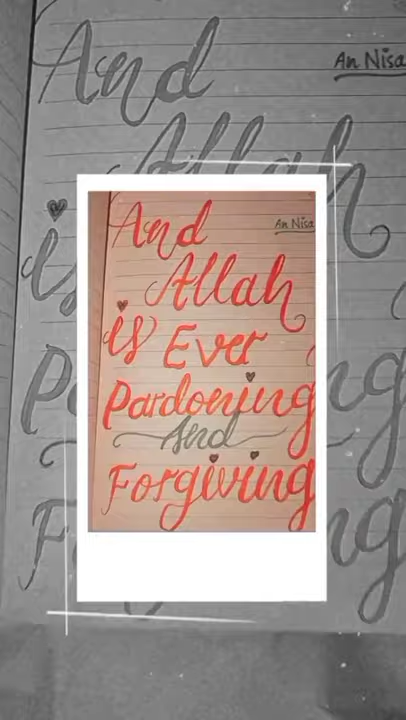 And
An Nisa
Allah
is Ever
Pardoning
And
Forgiving